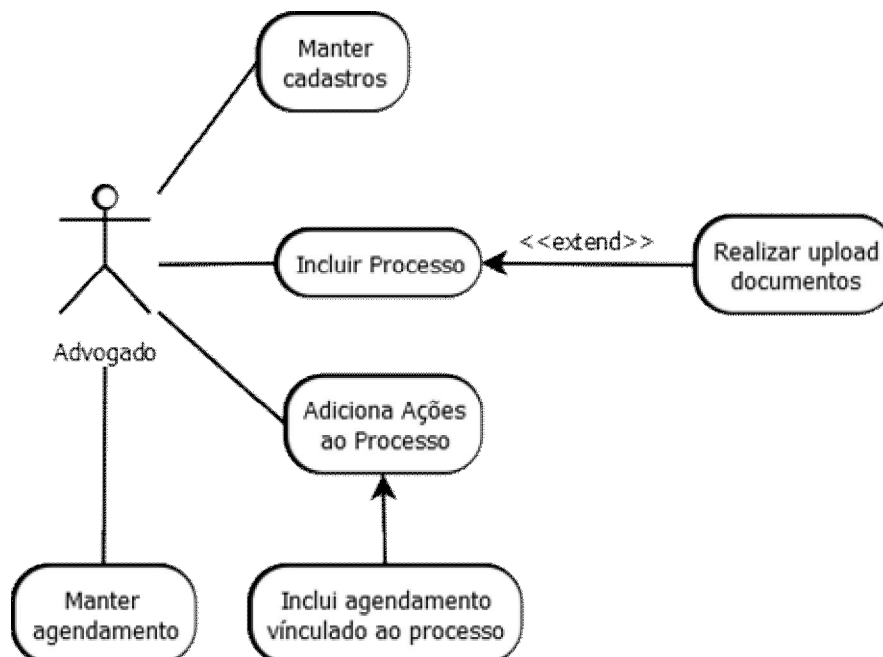 Manter
cadastros
Incluir Processo
<<extend>>
Realizar upload
documentos
Advogado
Adiciona Ações
ao Processo
Manter
agendamento
Inclui agendamento
vínculado ao processo